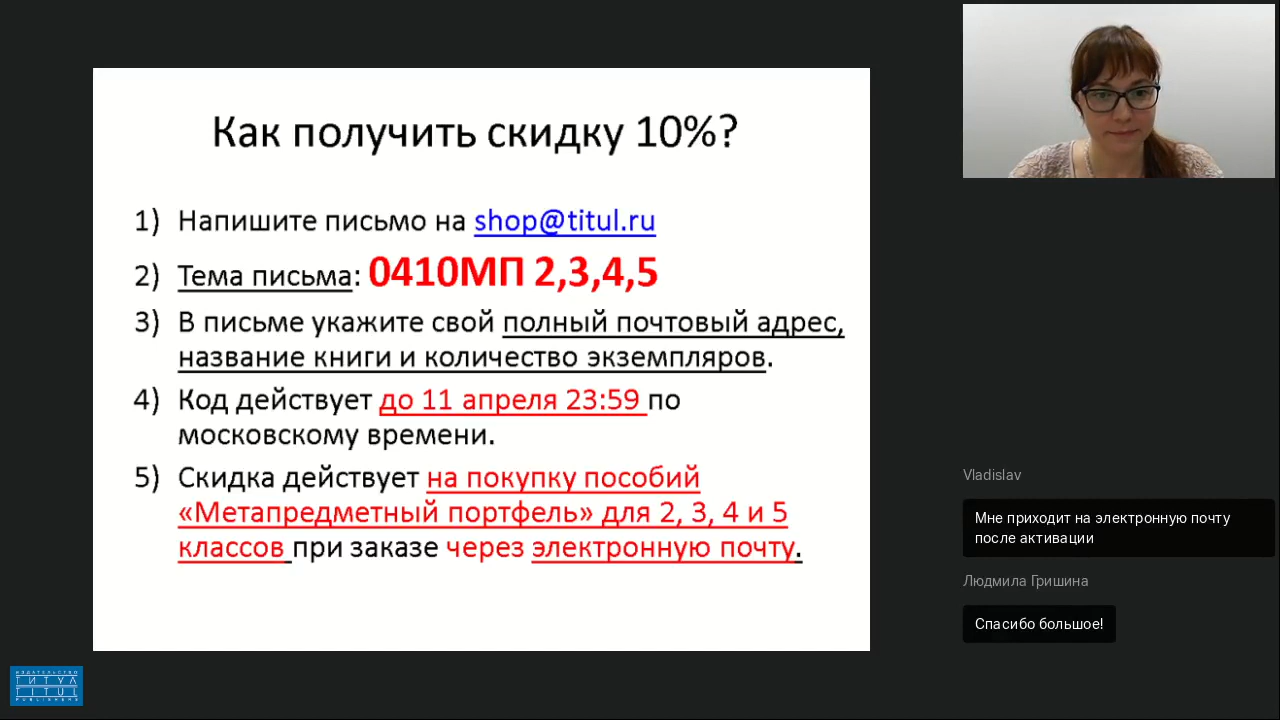 Как получить скидку 10%?
1) Напишите письмо на shop@titul.ru
2) Тема письма: 0410МП 2,3,4,5
3) В письме укажите свой полный почтовый адрес,
название книги и количество экземпляров.
4) Код действует до 11 апреля 23:59 по
московскому времени.
5) Скидка действует на покупку пособий
«Метапредметный портфель» для 2, 3, 4 и 5
классов при заказе через электронную почту.
Vladislav
Мне приходит на электронную почту
после активации
Людмила Гришина
Спасибо большое!
ИЗДАТЕЛЬСТВО
ТИТУЛ
TITUL
PUBLISHERS